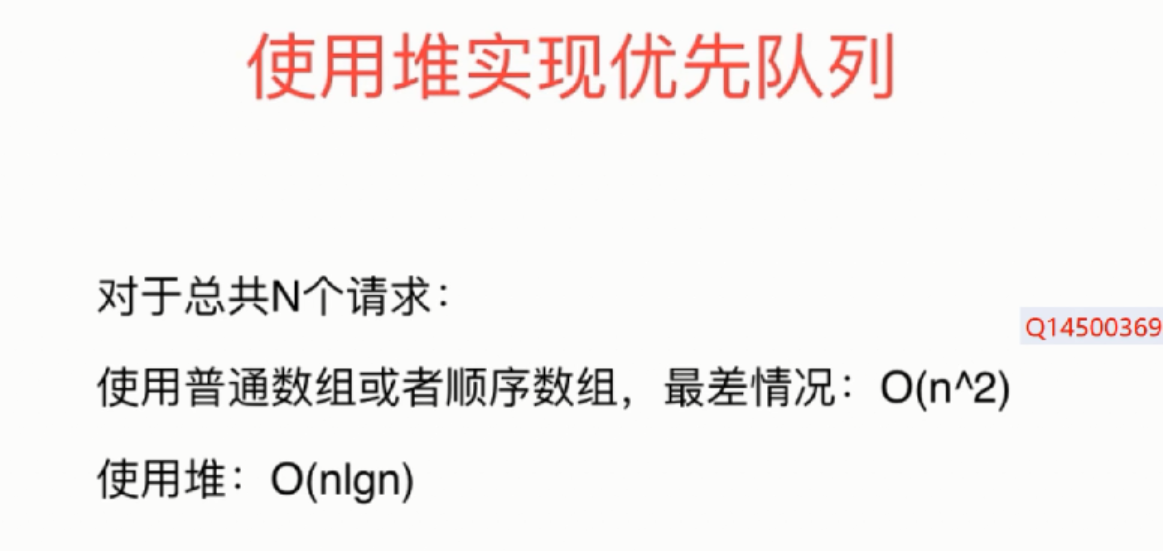 使用堆实现优先队列
对于总共N个请求：
Q14500369
使用普通数组或者顺序数组，最差情况：O(n^2)
使用堆：O(nlgn)